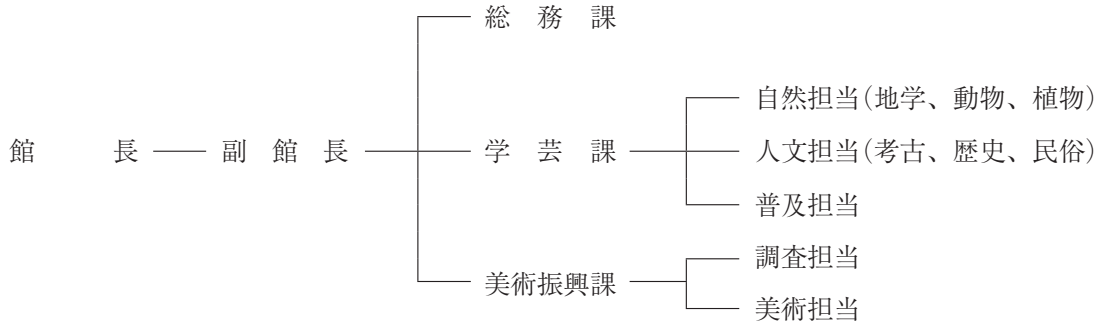 総務課
自然担当(地学、動物、植物)
館長 副館長 学芸課 人文担当(考古、歴史、民俗)
普及担当
調査担当
美術振興課
美術担当